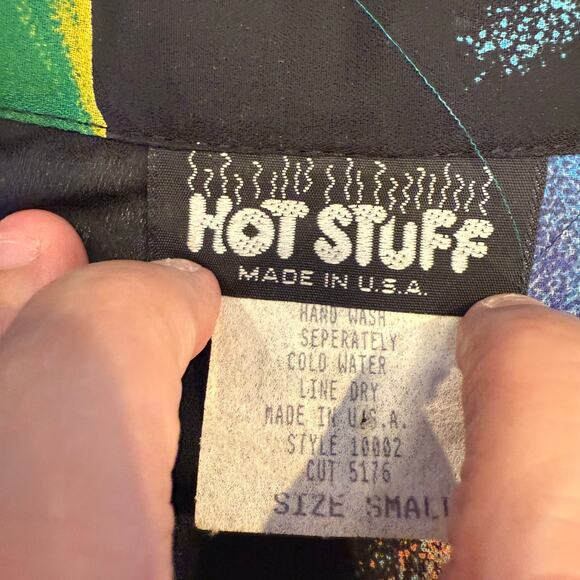 HOT STUFF
MADE IN U.S.A.
HAND WASH
SEPERATELY
COLD WATER
LINE DRY
MADE IN U.S.A.
STYLE 10002
CUT 5176
SIZE SMALL